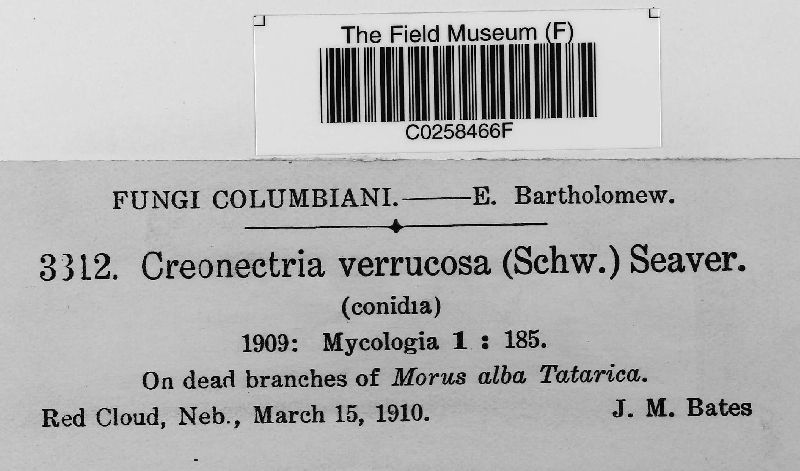 The Field Museum (F)
C0258466F
FUNGI COLUMBIANI.——E. Bartholomew.
3312. Creonectria verrucosa (Schw.) Seaver.
(conidia)
1909: Mycologia 1 : 185.
On dead branches of Morus alba Tatarica.
Red Cloud, Neb., March 15, 1910. J. M. Bates